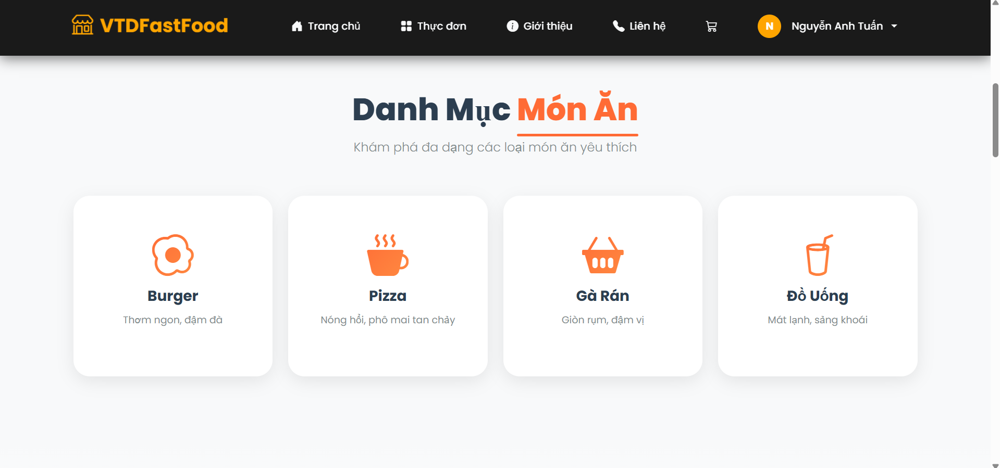 VTDFastFood
Trang chủ
Thực đơn
Giới thiệu
Liên hệ
N
Nguyễn Anh Tuấn
Danh Mục Món Ăn
Khám phá đa dạng các loại món ăn yêu thích
Burger
Thơm ngon, đậm đà
Pizza
Nóng hổi, phô mai tan chảy
Gà Rán
Giòn rụm, đậm vị
Đồ Uống
Mát lạnh, sảng khoái